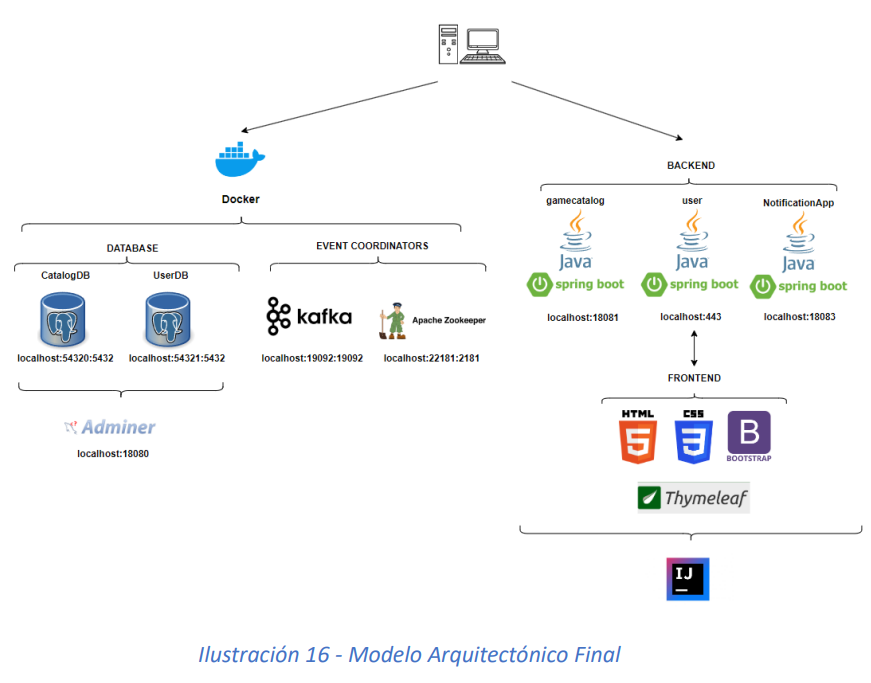 Docker
DATABASE
CatalogDB
UserDB
localhost:54320:5432
localhost:54321:5432
Adminer
localhost:18080
EVENT COORDINATORS
kafka
Apache Zookeeper
localhost:19092:19092
localhost:22181:2181
BACKEND
gamecatalog
Java
spring boot
localhost:18081
user
Java
spring boot
localhost:443
NotificationApp
Java
spring boot
localhost:18083
FRONTEND
HTML
5
CSS
3
B
BOOTSTRAP
Thymeleaf
IJ
Ilustración 16 - Modelo Arquitectónico Final